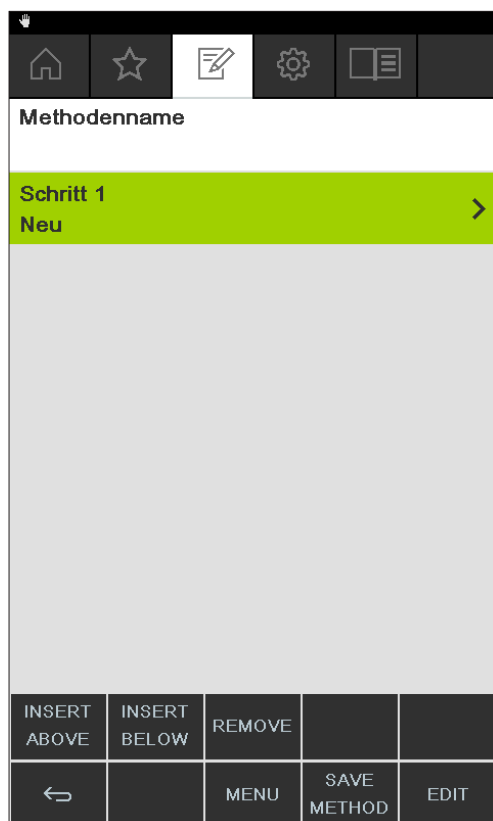 Methodenname
Schritt 1
Neu
INSERT ABOVE
INSERT BELOW
REMOVE
MENU
SAVE METHOD
EDIT